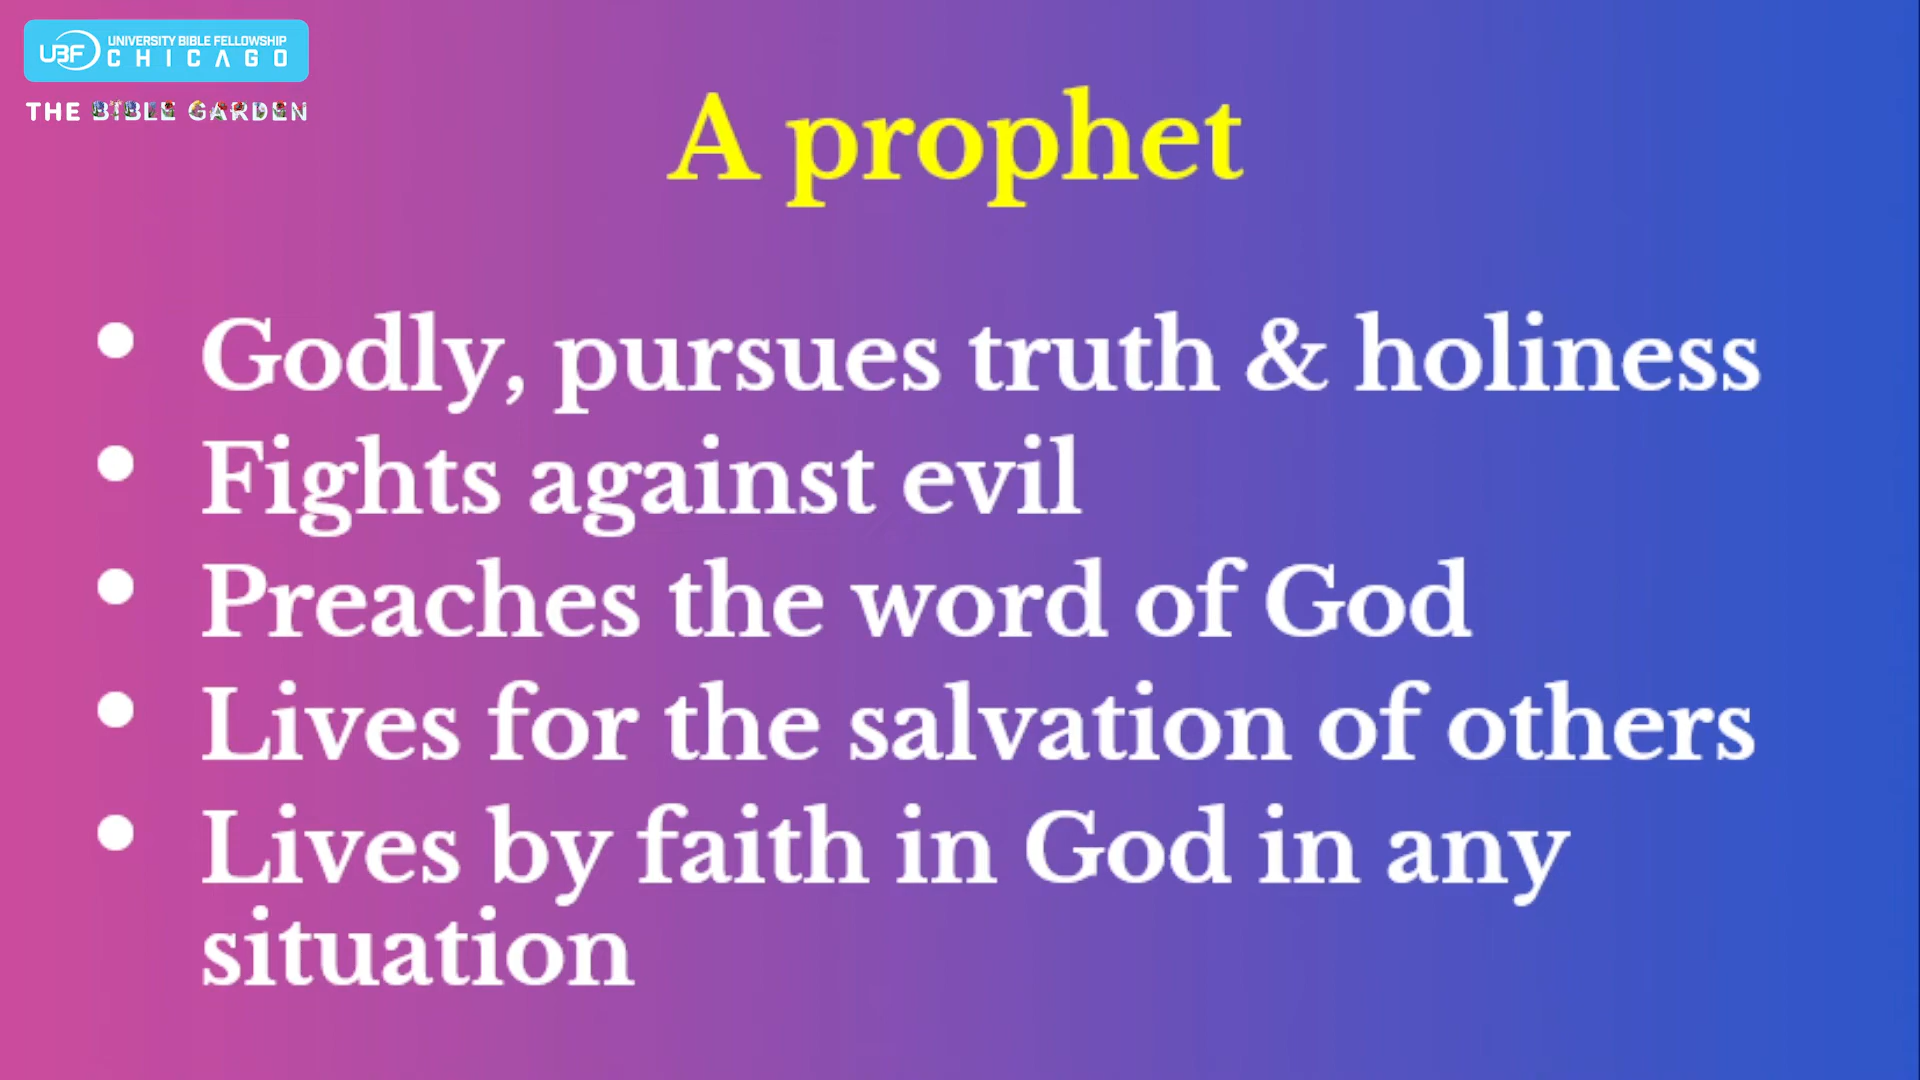 UBF UNIVERSITY BIBLE FELLOWSHIP
CHICAGO
THE BIBLE GARDEN
A prophet
• Godly, pursues truth & holiness
• Fights against evil
• Preaches the word of God
• Lives for the salvation of others
• Lives by faith in God in any
situation